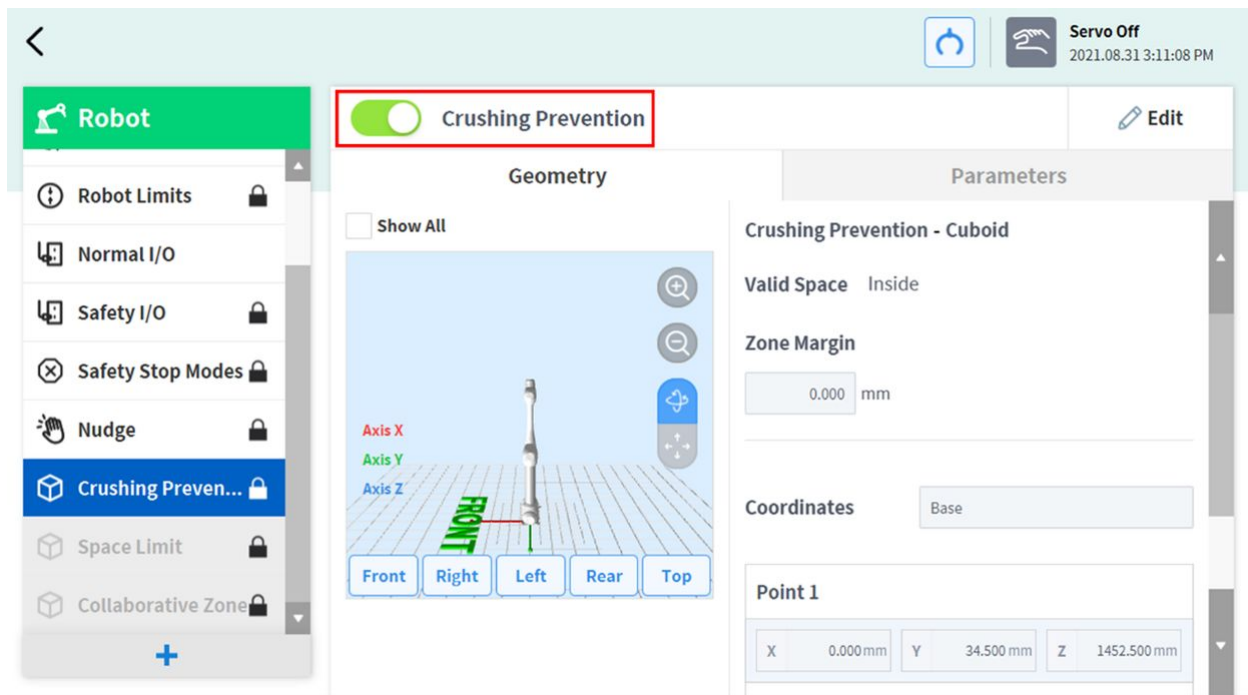 Servo Off
2021.08.31 3:11:08 PM
Robot
Robot Limits
Normal I/O
Safety I/O
Safety Stop Modes
Nudge
Crushing Preven...
Space Limit
Collaborative Zone
+
Crushing Prevention
Edit
Geometry
Parameters
Show All
Axis X
Axis Y
Axis Z
FRONT
Front
Right
Left
Rear
Top
Crushing Prevention - Cuboid
Valid Space Inside
Zone Margin
0.000 mm
Coordinates Base
Point 1
X 0.000 mm Y 34.500 mm Z 1452.500 mm